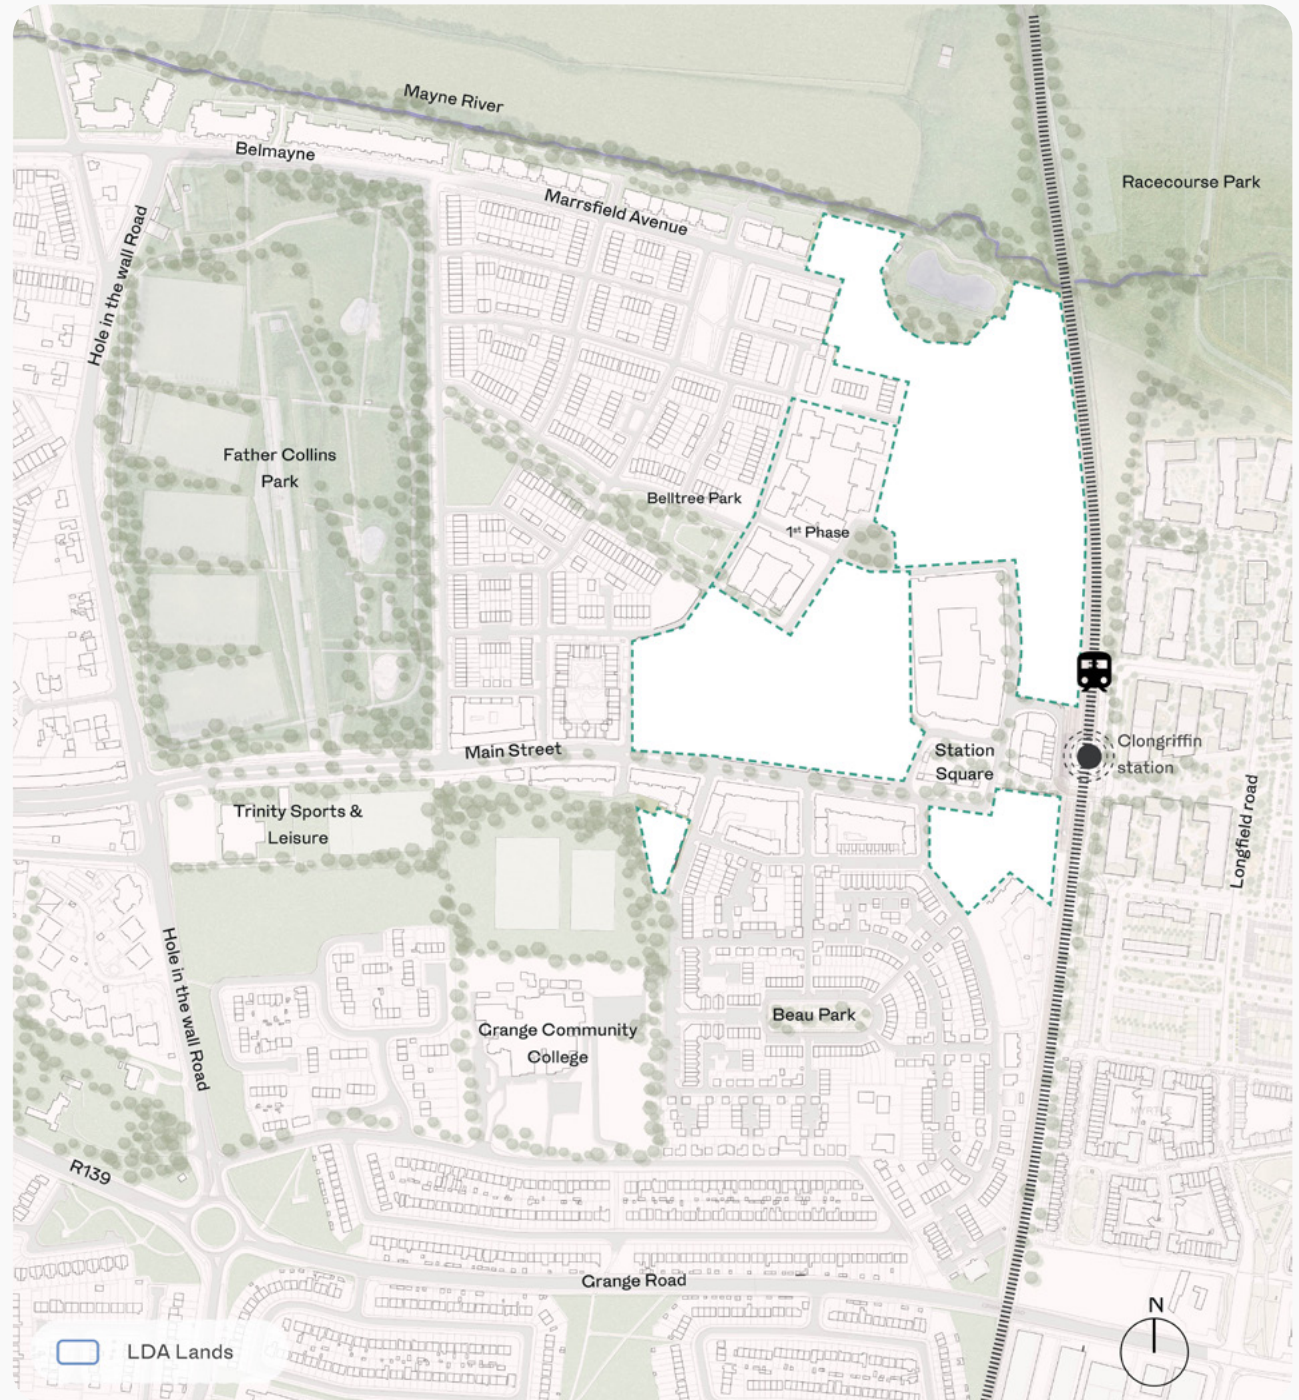 Mayne River
Belmayne
Marrsfield Avenue
Racecourse Park
Hole in the wall Road
Father Collins
Park
Belltree Park
1st Phase
Main Street
Station
Square
Clongriffin
station
Trinity Sports &
Leisure
Longfield road
Hole in the wall Road
Grange Community
College
Beau Park
MYRTLE
R139
Grange Road
N
LDA Lands